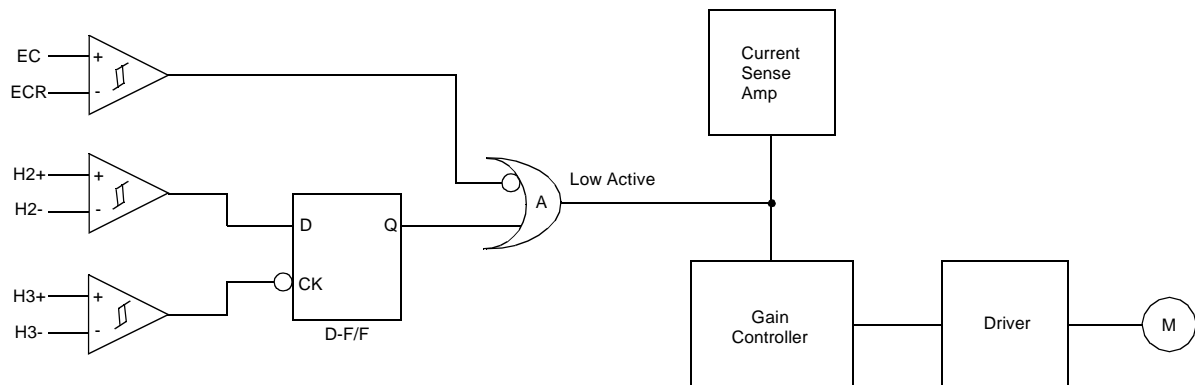 EC
+
ECR
-
Current
Sense
Amp
H2+
+
H2-
-
Low Active
A
D
Q
CK
D-F/F
H3+
+
H3-
-
Gain
Controller
Driver
M